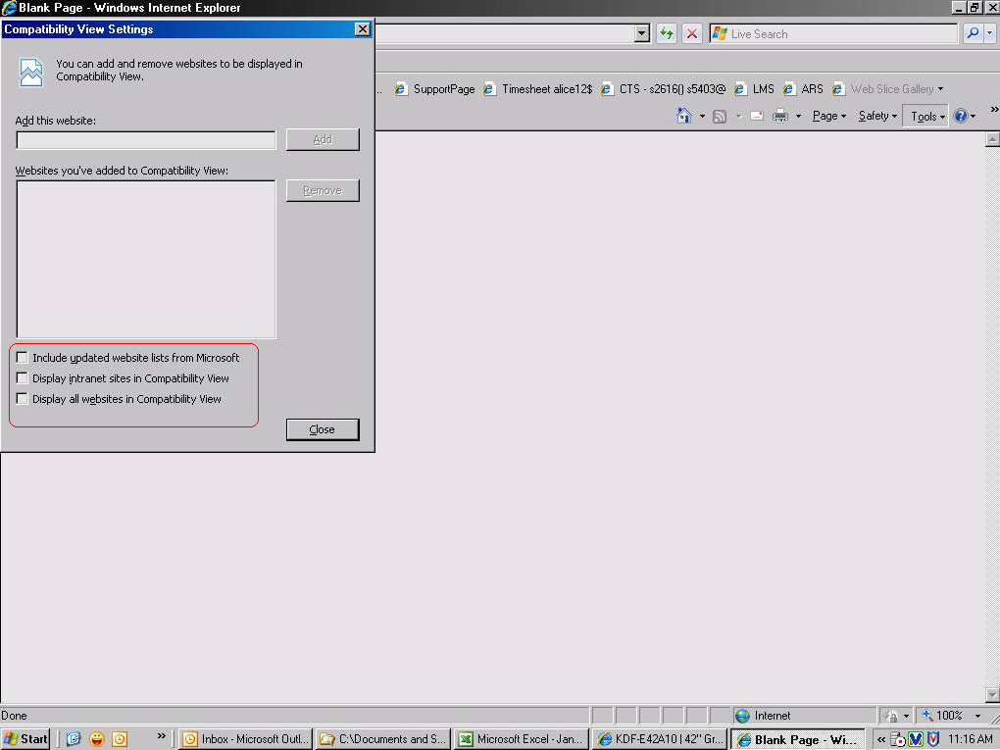 Blank Page - Windows Internet Explorer
Compatibility View Settings
Live Search
You can add and remove websites to be displayed in
Compatibility View.
.. SupportPage Timesheet alice12$ CTS - s2616() s5403@ LMS ARS Web Slice Gallery
Page Safety Tools »
Add this website:
Add
Websites you've added to Compatibility View:
Remove
Include updated website lists from Microsoft
Display intranet sites in Compatibility View
Display all websites in Compatibility View
Close
Done Internet 100%
Start » Inbox - Microsoft Outl... C:\Documents and S... Microsoft Excel - Jan... KDF-E42A10 | 42" Gr... Blank Page - Wi... « 11:16 AM